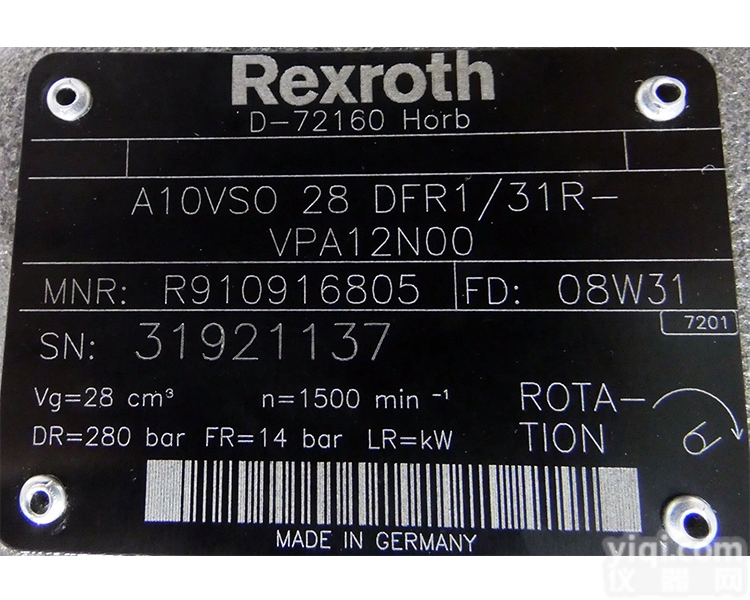 Rexroth
D-72160 Horb
A10VSO 28 DFR1/31R-
VPA12N00
MNR: R910916805 FD: 08W31
7201
SN: 31921137
Vg=28 cm³ n=1500 min ⁻¹
DR=280 bar FR=14 bar LR=kW
ROTA-
TION
MADE IN GERMANY
yiqi.com
仪器网